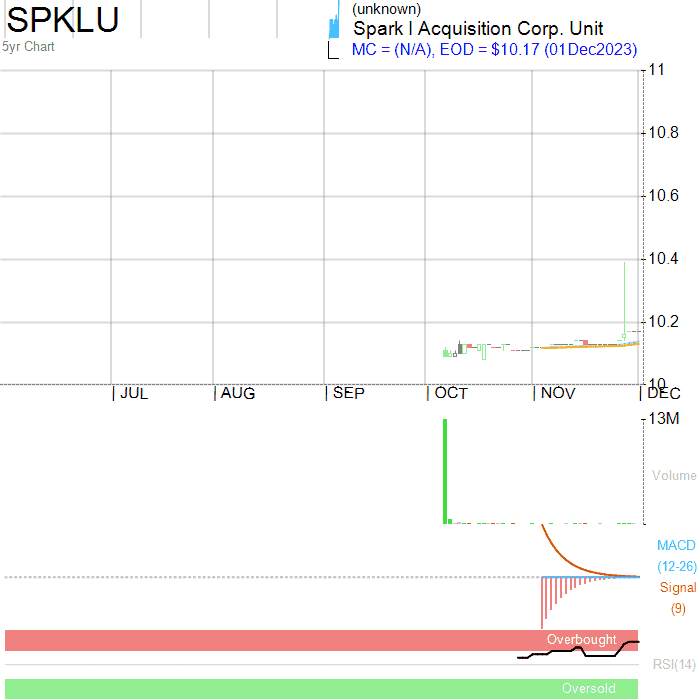 SPKLU
(unknown)
Spark I Acquisition Corp. Unit
5yr Chart
MC = (N/A), EOD = $10.17 (01Dec2023)
11
10.8
10.6
10.4
10.2
10
JUL AUG SEP OCT NOV DEC
13M
Volume
MACD
(12-26)
Signal
(9)
Overbought
RSI(14)
Oversold